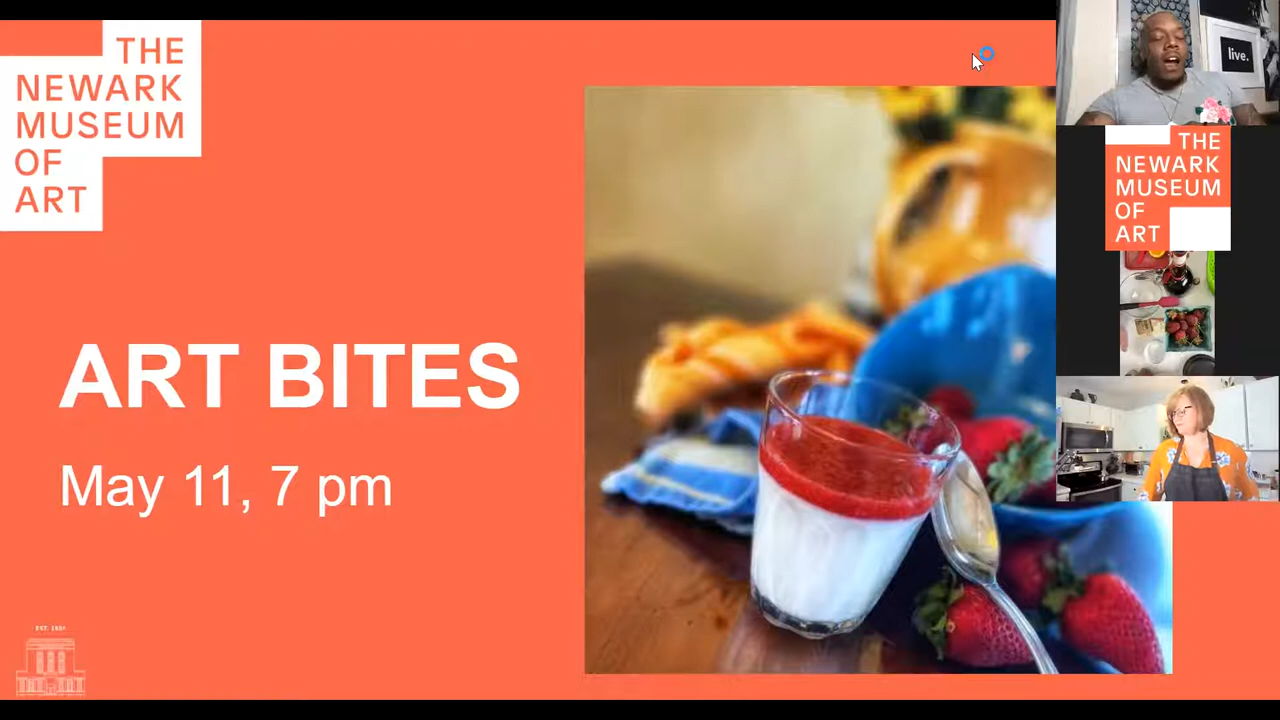 THE
NEWARK
MUSEUM
OF
ART
ART BITES
May 11, 7 pm
live.
THE
NEWARK
MUSEUM
OF
ART